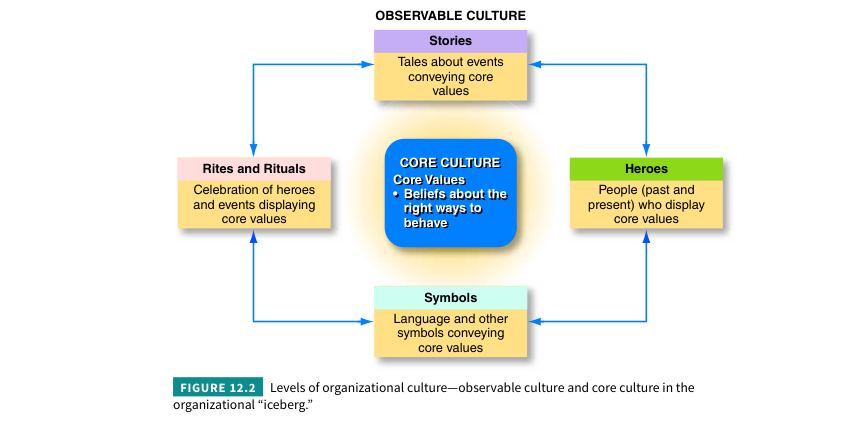 OBSERVABLE CULTURE
Stories
Tales about events
conveying core
values
Rites and Rituals
Celebration of heroes
and events displaying
core values
CORE CULTURE
Core Values
• Beliefs about the
right ways to
behave
Heroes
People (past and
present) who display
core values
Symbols
Language and other
symbols conveying
core values
FIGURE 12.2 Levels of organizational culture—observable culture and core culture in the
organizational “iceberg.”